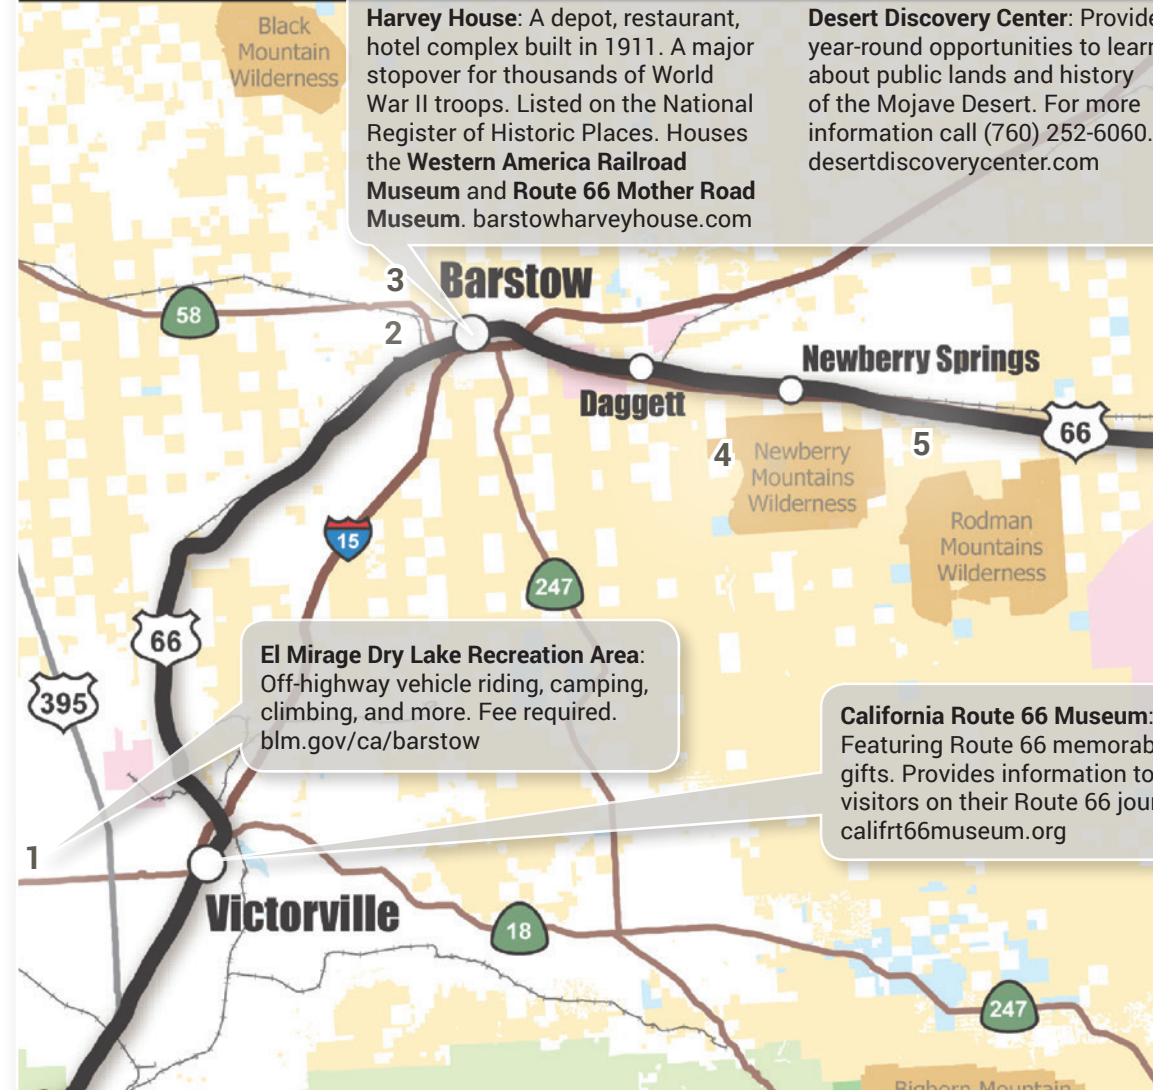 Black
Mountain
Wilderness
Harvey House: A depot, restaurant,
hotel complex built in 1911. A major
stopover for thousands of World
War II troops. Listed on the National
Register of Historic Places. Houses
the Western America Railroad
Museum and Route 66 Mother Road
Museum. barstowharveyhouse.com
Desert Discovery Center: Provide
year-round opportunities to learn
about public lands and history
of the Mojave Desert. For more
information call (760) 252-6060.
desertdiscoverycenter.com
3
Barstow
58
2
Newberry Springs
Daggett
66
4
Newberry
Mountains
Wilderness
5
Rodman
Mountains
Wilderness
15
247
66
395
El Mirage Dry Lake Recreation Area:
Off-highway vehicle riding, camping,
climbing, and more. Fee required.
blm.gov/ca/barstow
California Route 66 Museum:
Featuring Route 66 memorab
gifts. Provides information to
visitors on their Route 66 jour
califrt66museum.org
1
Victorville
18
247
Bighorn Mountain